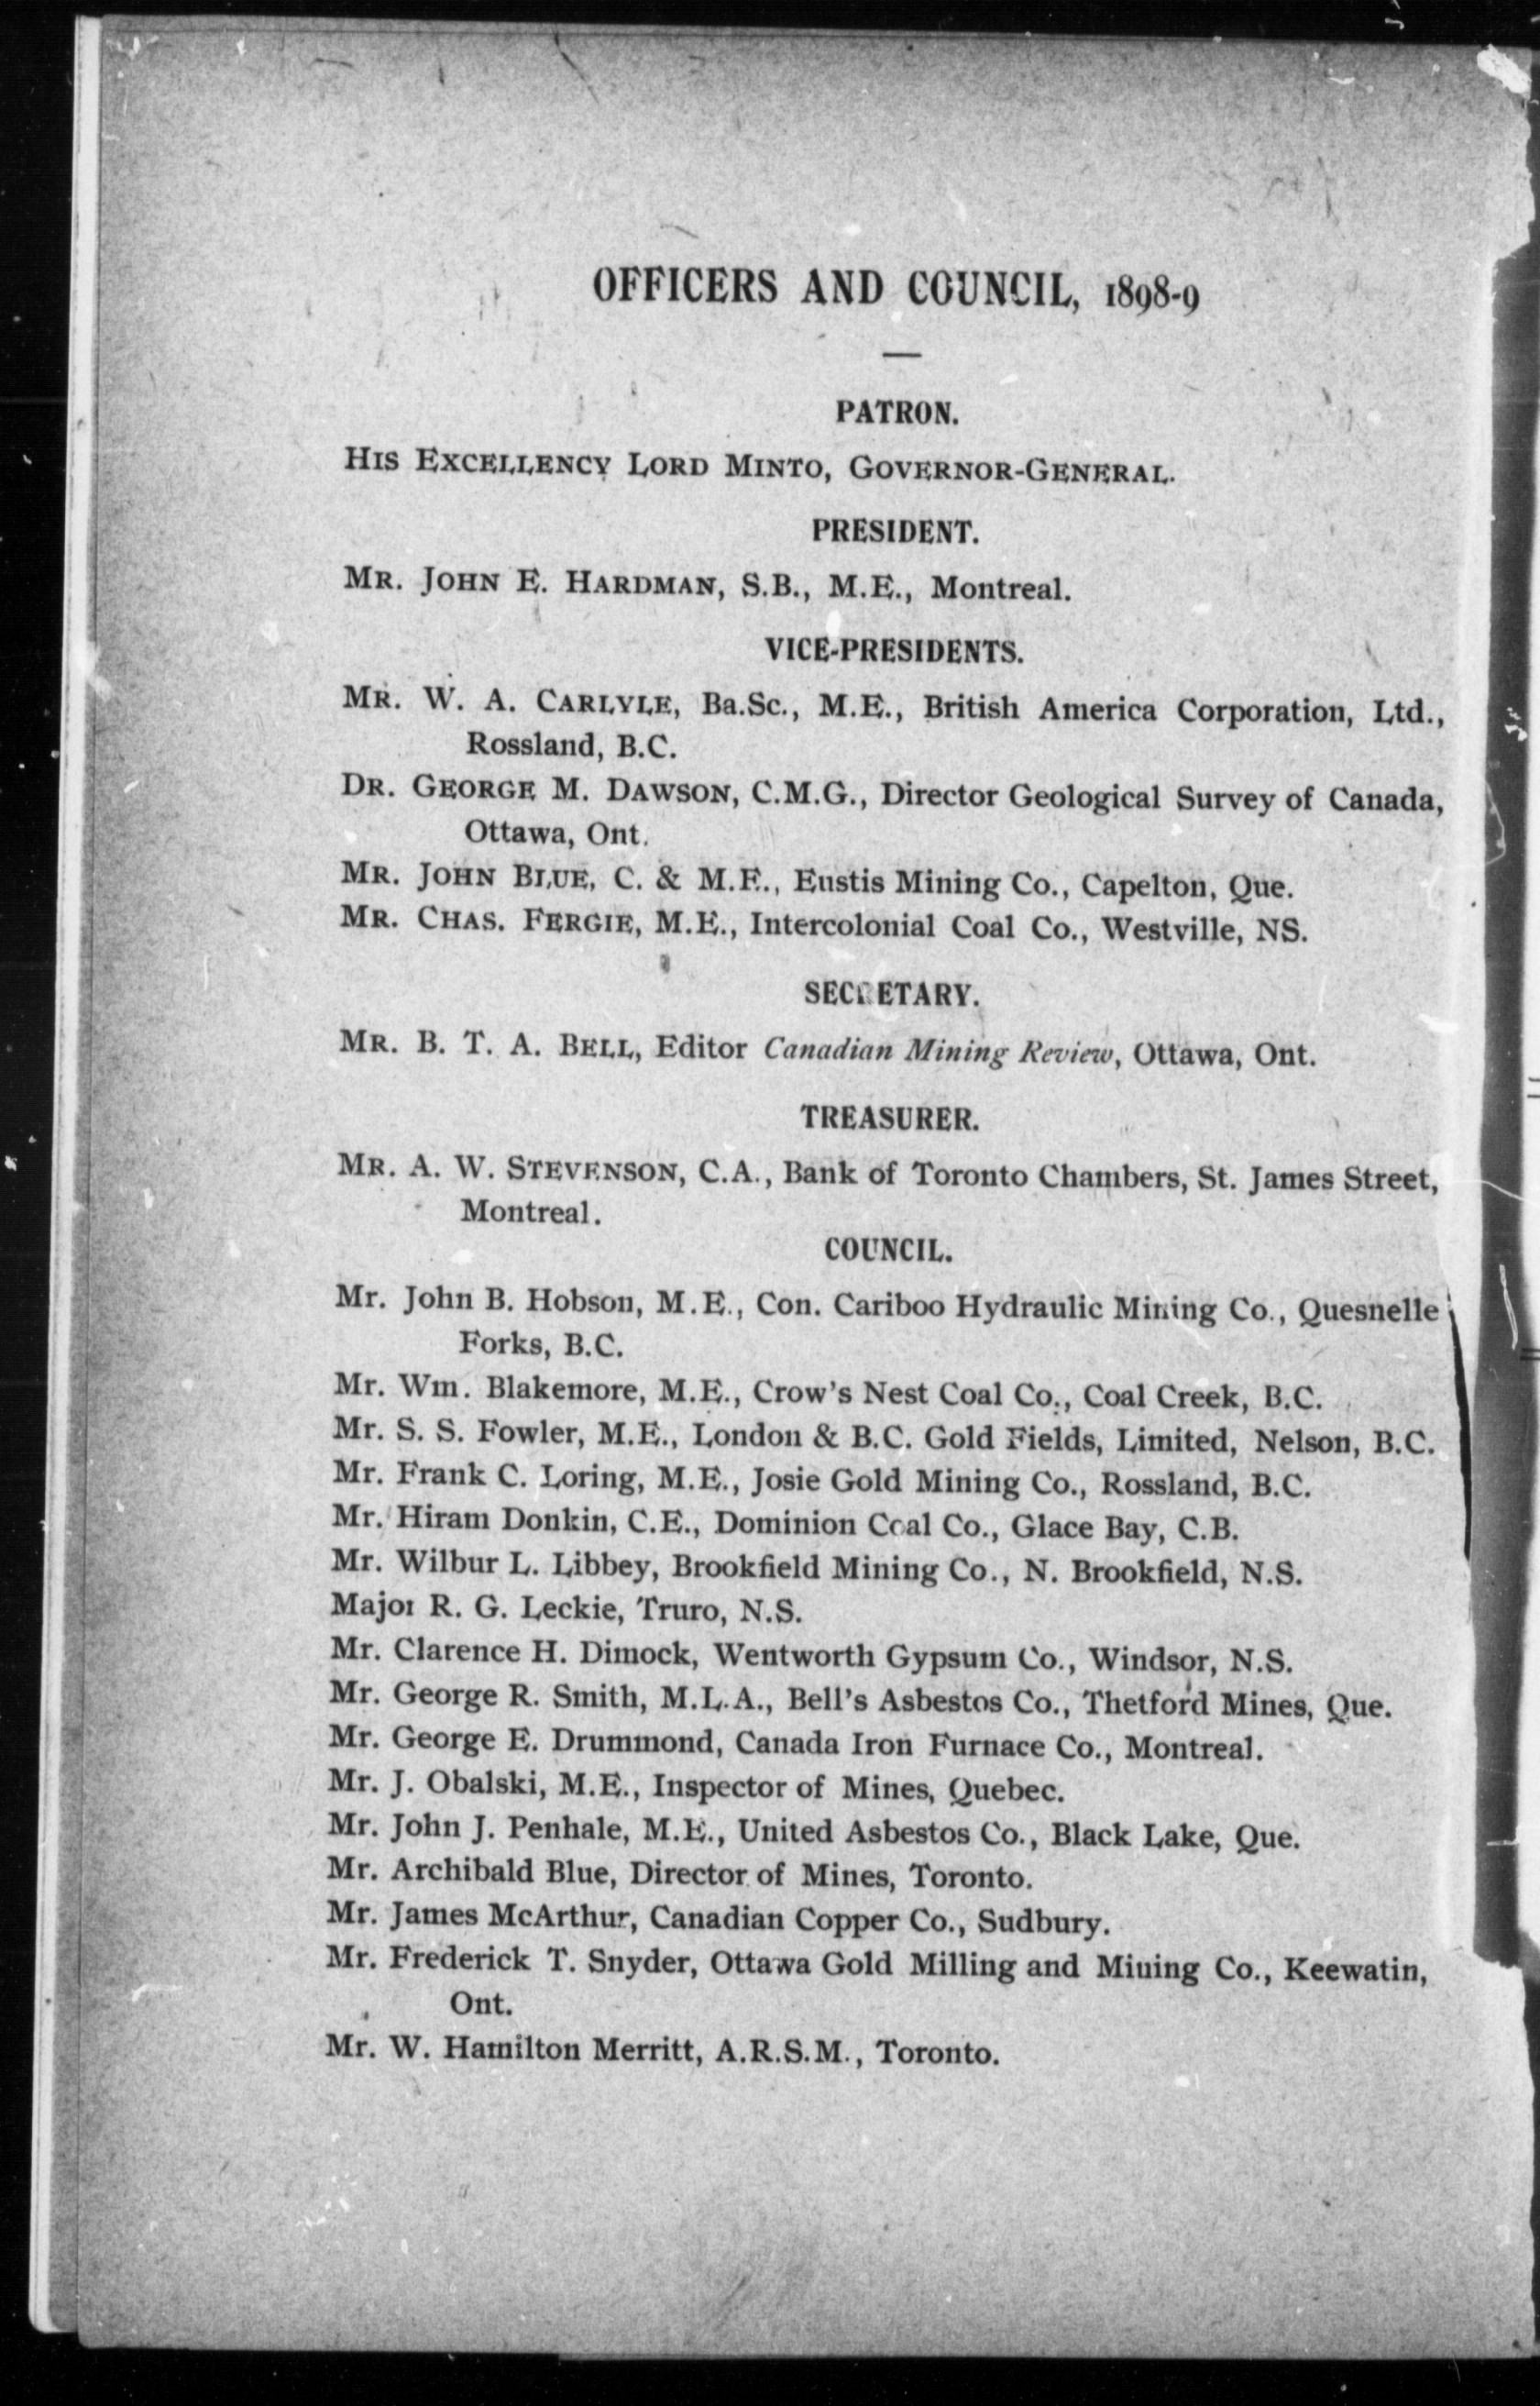 OFFICERS AND COUNCIL, 1898-9
PATRON.
HIS EXCELLENCY LORD MINTO, GOVERNOR-GENERAL.
PRESIDENT.
MR. JOHN E. HARDMAN, S.B., M.E., Montreal.
VICE-PRESIDENTS.
MR. W. A. CARLYLE, Ba.Sc., M.E., British America Corporation, Ltd.,
Rossland, B.C.
DR. GEORGE M. DAWSON, C.M.G., Director Geological Survey of Canada,
Ottawa, Ont.
MR. JOHN BLUE, C. & M.E., Eustis Mining Co., Capelton, Que.
MR. CHAS. FERGIE, M.E., Intercolonial Coal Co., Westville, NS.
SECRETARY.
MR. B. T. A. BELL, Editor Canadian Mining Review, Ottawa, Ont.
TREASURER.
MR. A. W. STEVENSON, C.A., Bank of Toronto Chambers, St. James Street,
Montreal.
COUNCIL.
Mr. John B. Hobson, M.E., Con. Cariboo Hydraulic Mining Co., Quesnelle
Forks, B.C.
Mr. Wm. Blakemore, M.E., Crow's Nest Coal Co., Coal Creek, B.C.
Mr. S. S. Fowler, M.E., London & B.C. Gold Fields, Limited, Nelson, B.C.
Mr. Frank C. Loring, M.E., Josie Gold Mining Co., Rossland, B.C.
Mr. Hiram Donkin, C.E., Dominion Coal Co., Glace Bay, C.B.
Mr. Wilbur L. Libbey, Brookfield Mining Co., N. Brookfield, N.S.
Major R. G. Leckie, Truro, N.S.
Mr. Clarence H. Dimock, Wentworth Gypsum Co., Windsor, N.S.
Mr. George R. Smith, M.L.A., Bell's Asbestos Co., Thetford Mines, Que.
Mr. George E. Drummond, Canada Iron Furnace Co., Montreal.
Mr. J. Obalski, M.E., Inspector of Mines, Quebec.
Mr. John J. Penhale, M.E., United Asbestos Co., Black Lake, Que.
Mr. Archibald Blue, Director of Mines, Toronto.
Mr. James McArthur, Canadian Copper Co., Sudbury.
Mr. Frederick T. Snyder, Ottawa Gold Milling and Mining Co., Keewatin,
Ont.
Mr. W. Hamilton Merritt, A.R.S.M., Toronto.